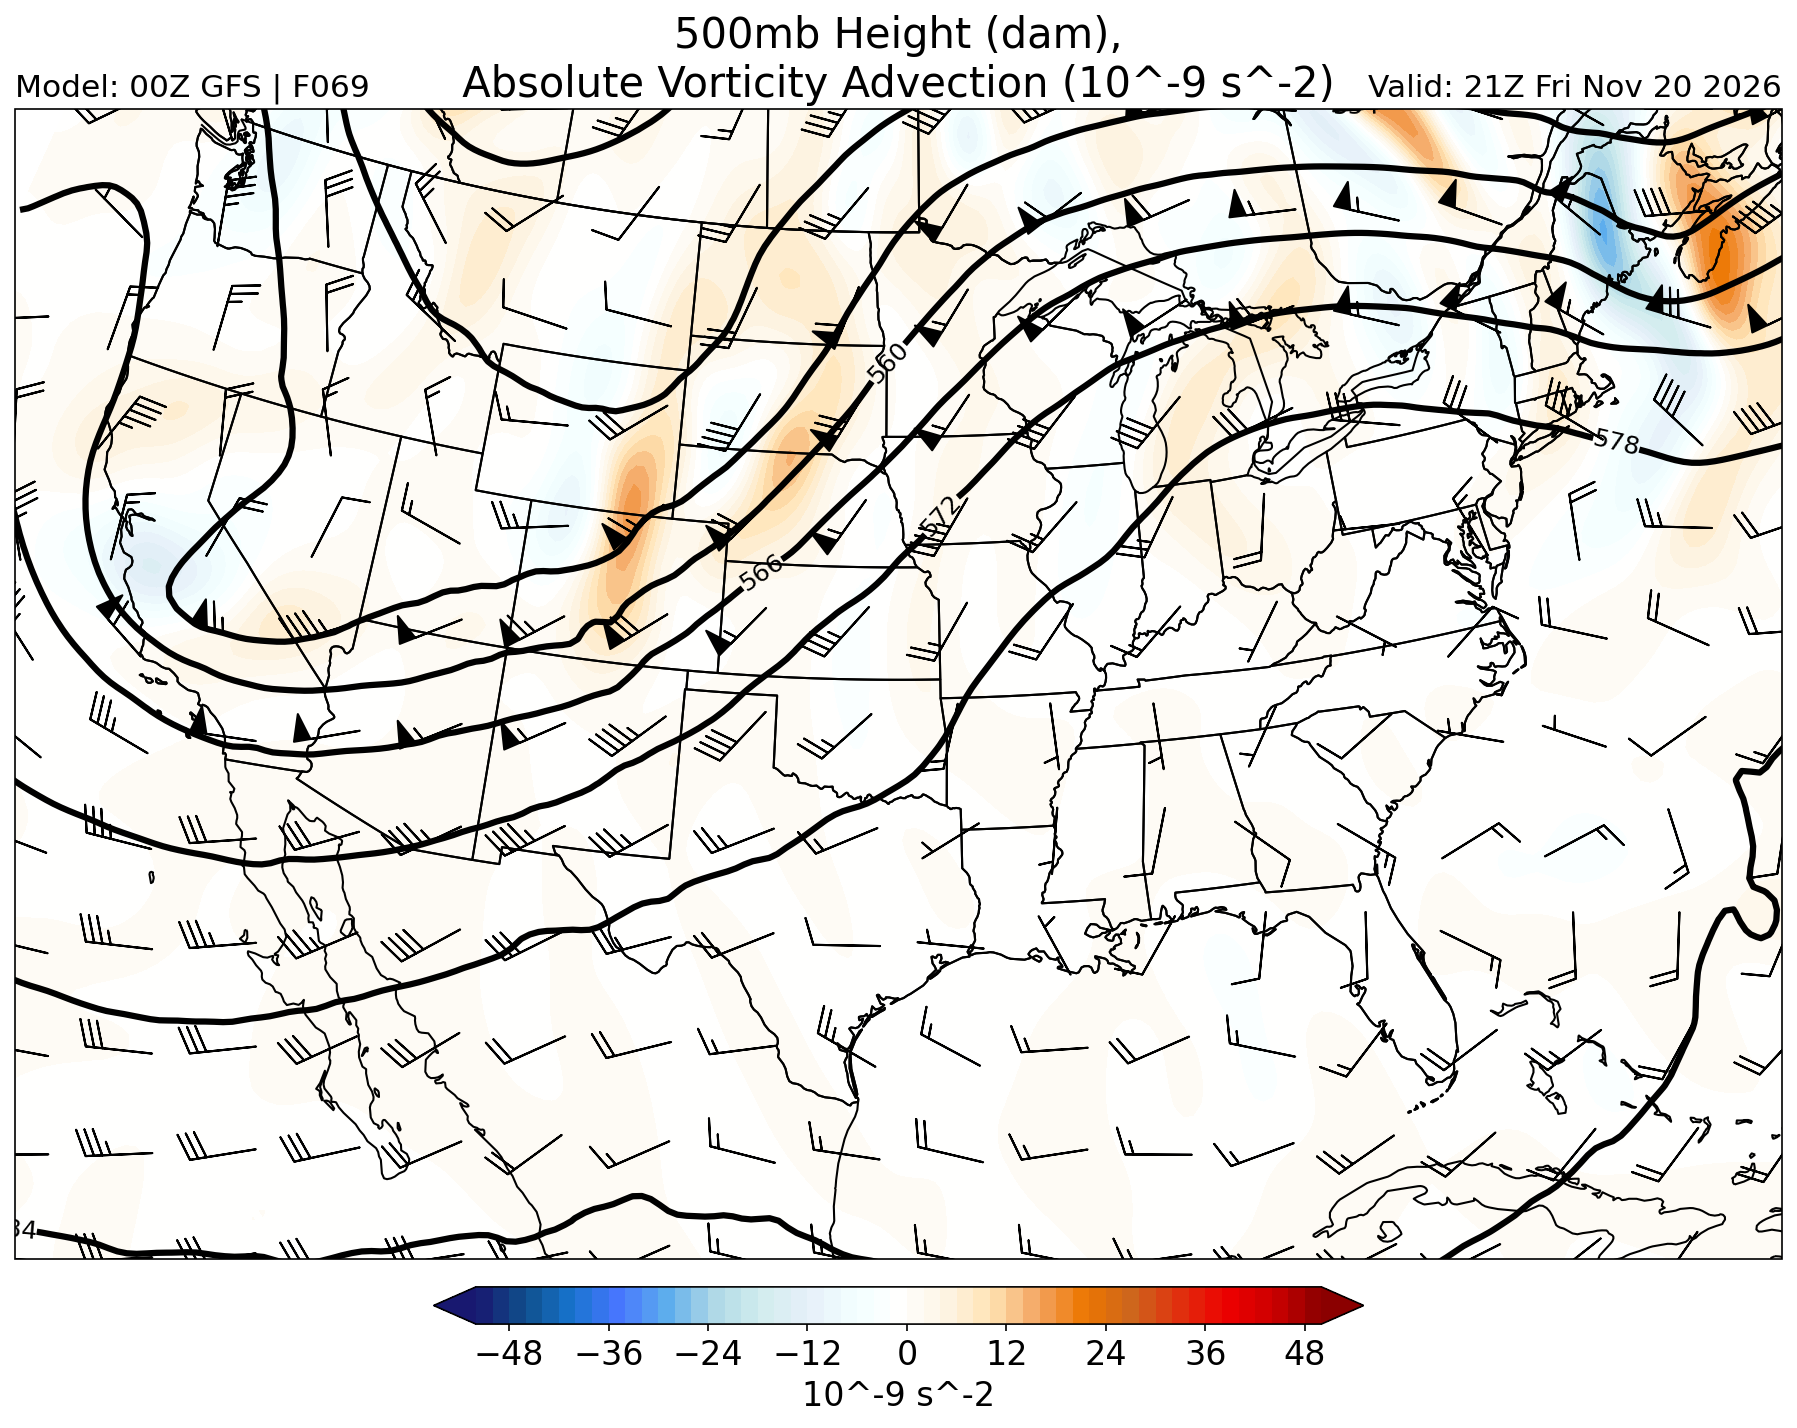 500mb Height (dam),
Model: 00Z GFS | F069
Absolute Vorticity Advection (10^-9 s^-2)
Valid: 21Z Fri Nov 20 2026
560
578
572
566
−48 −36 −24 −12 0 12 24 36 48
10^-9 s^-2